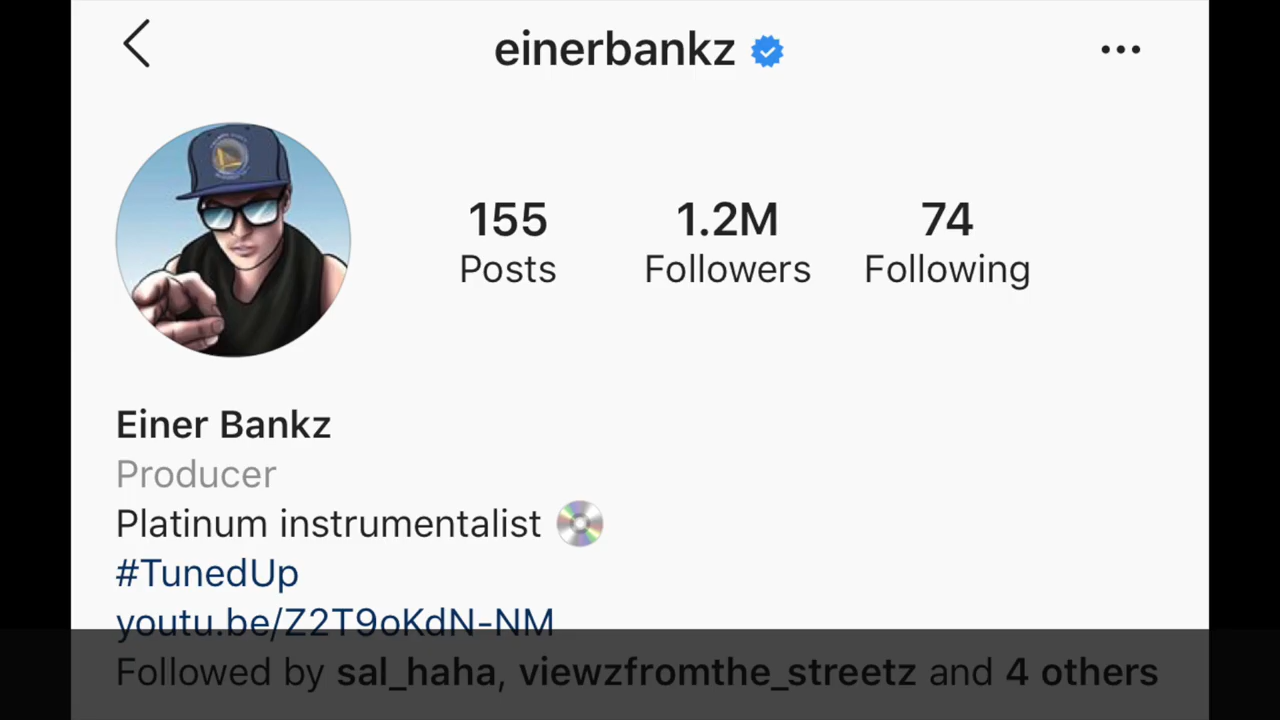 einerbankz
155 1.2M 74
Posts Followers Following
Einer Bankz
Producer
Platinum instrumentalist
#TunedUp
youtu.be/Z2T9oKdN-NM
Followed by sal_haha, viewzfromthe_streetz and 4 others